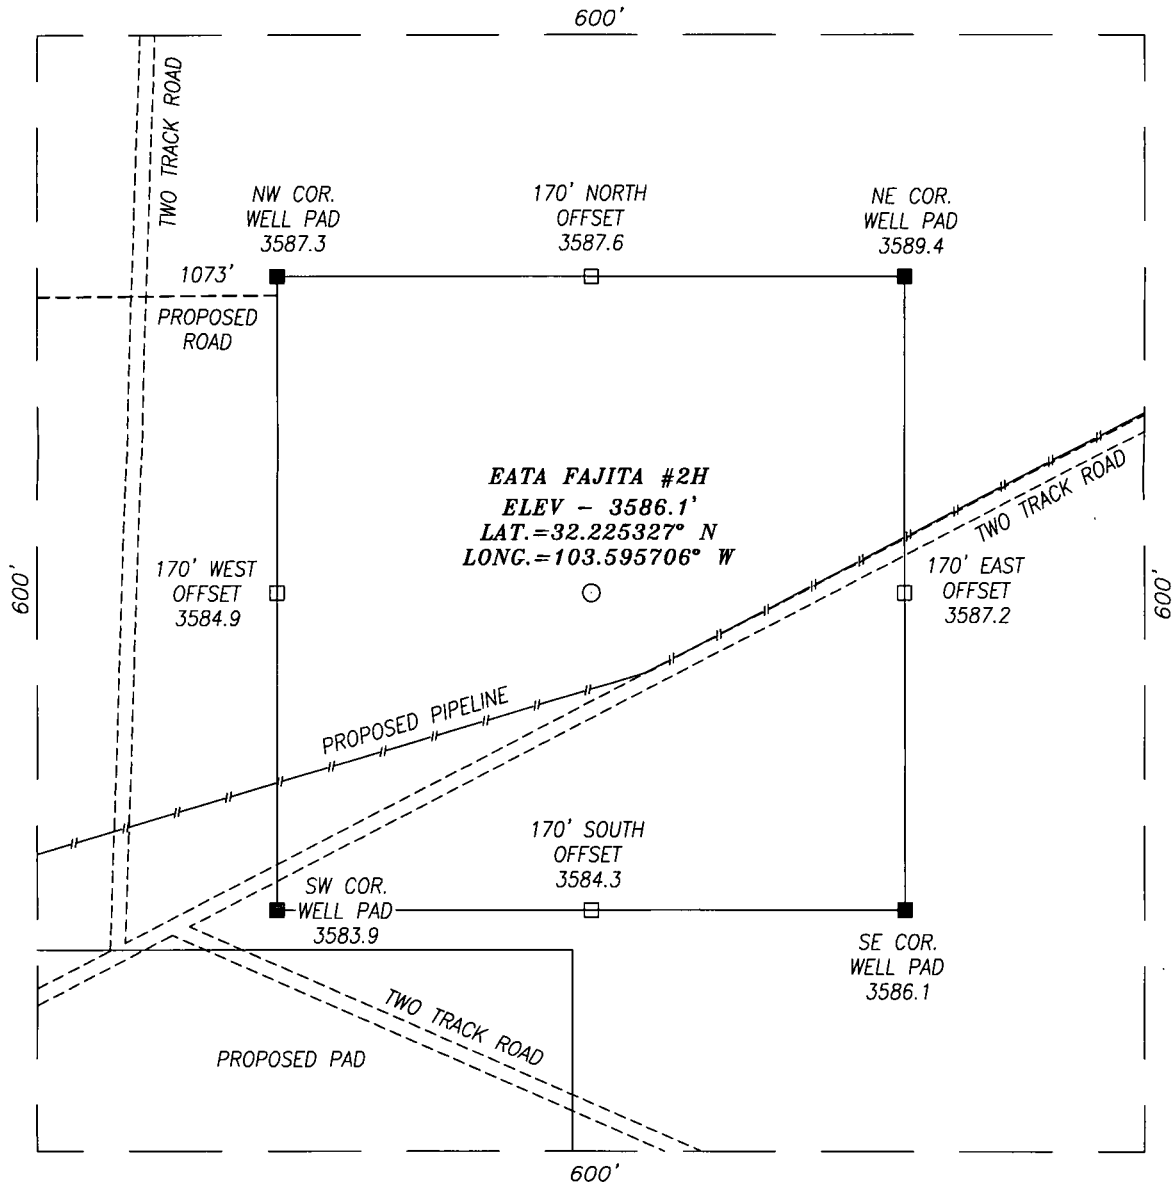 600'
TWO TRACK ROAD
NW COR.
WELL PAD
3587.3
170' NORTH
OFFSET
3587.6
NE COR.
WELL PAD
3589.4
1073'
PROPOSED
ROAD
EATA FAJITA #2H
ELEV - 3586.1'
LAT.=32.225327° N
LONG.=103.595706° W
TWO TRACK ROAD
600'
170' WEST
OFFSET
3584.9
170' EAST
OFFSET
3587.2
600'
PROPOSED PIPELINE
170' SOUTH
OFFSET
3584.3
SW COR.
WELL PAD
3583.9
SE COR.
WELL PAD
3586.1
TWO TRACK ROAD
PROPOSED PAD
600'